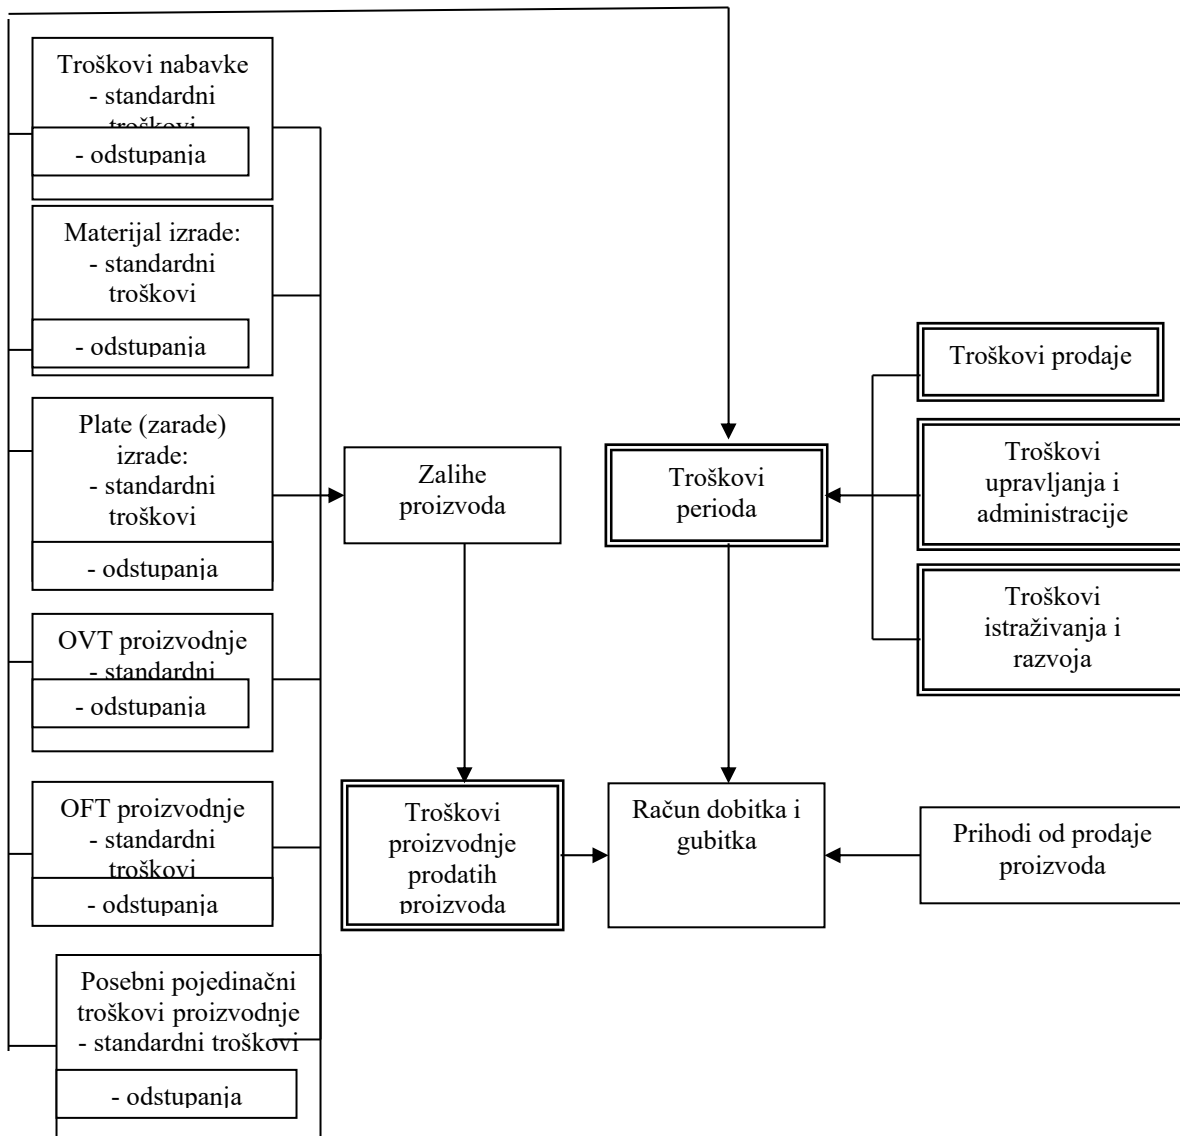 Troškovi nabavke
- standardni
troškovi
- odstupanja
Materijal izrade:
- standardni
troškovi
- odstupanja
Plate (zarade)
izrade:
- standardni
troškovi
- odstupanja
OVT proizvodnje
- standardni
- odstupanja
OFT proizvodnje
- standardni
troškovi
- odstupanja
Posebni pojedinačni
troškovi proizvodnje
- standardni troškovi
- odstupanja
Zalihe
proizvoda
Troškovi
proizvodnje
prodatih
proizvoda
Troškovi
perioda
Račun dobitka i
gubitka
Troškovi prodaje
Troškovi
upravljanja i
administracije
Troškovi
istraživanja i
razvoja
Prihodi od prodaje
proizvoda